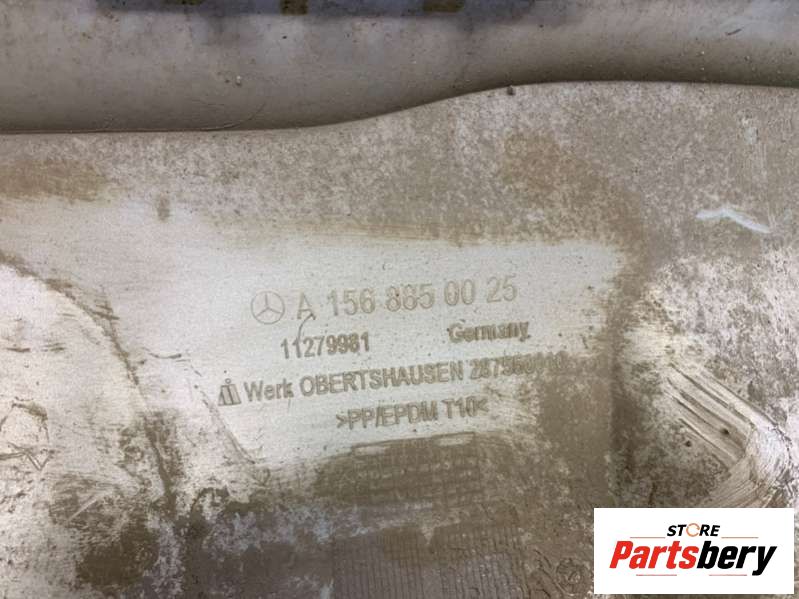 A 156 885 00 25
11279981 Germany
Werk OBERTSHAUSEN
>PP/EPDM T10<
STORE
Partsbery